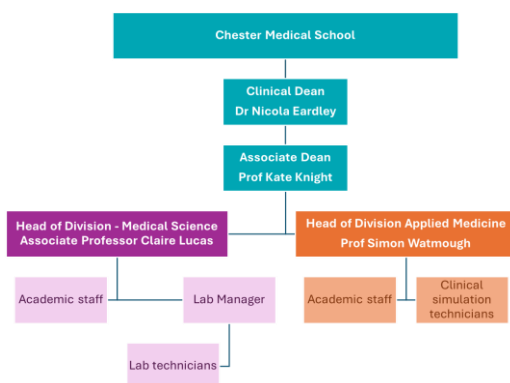 Chester Medical School
Clinical Dean
Dr Nicola Eardley
Associate Dean
Prof Kate Knight
Head of Division - Medical Science
Associate Professor Claire Lucas
Head of Division Applied Medicine
Prof Simon Watmough
Academic staff
Lab Manager
Academic staff
Clinical
simulation
technicians
Lab technicians